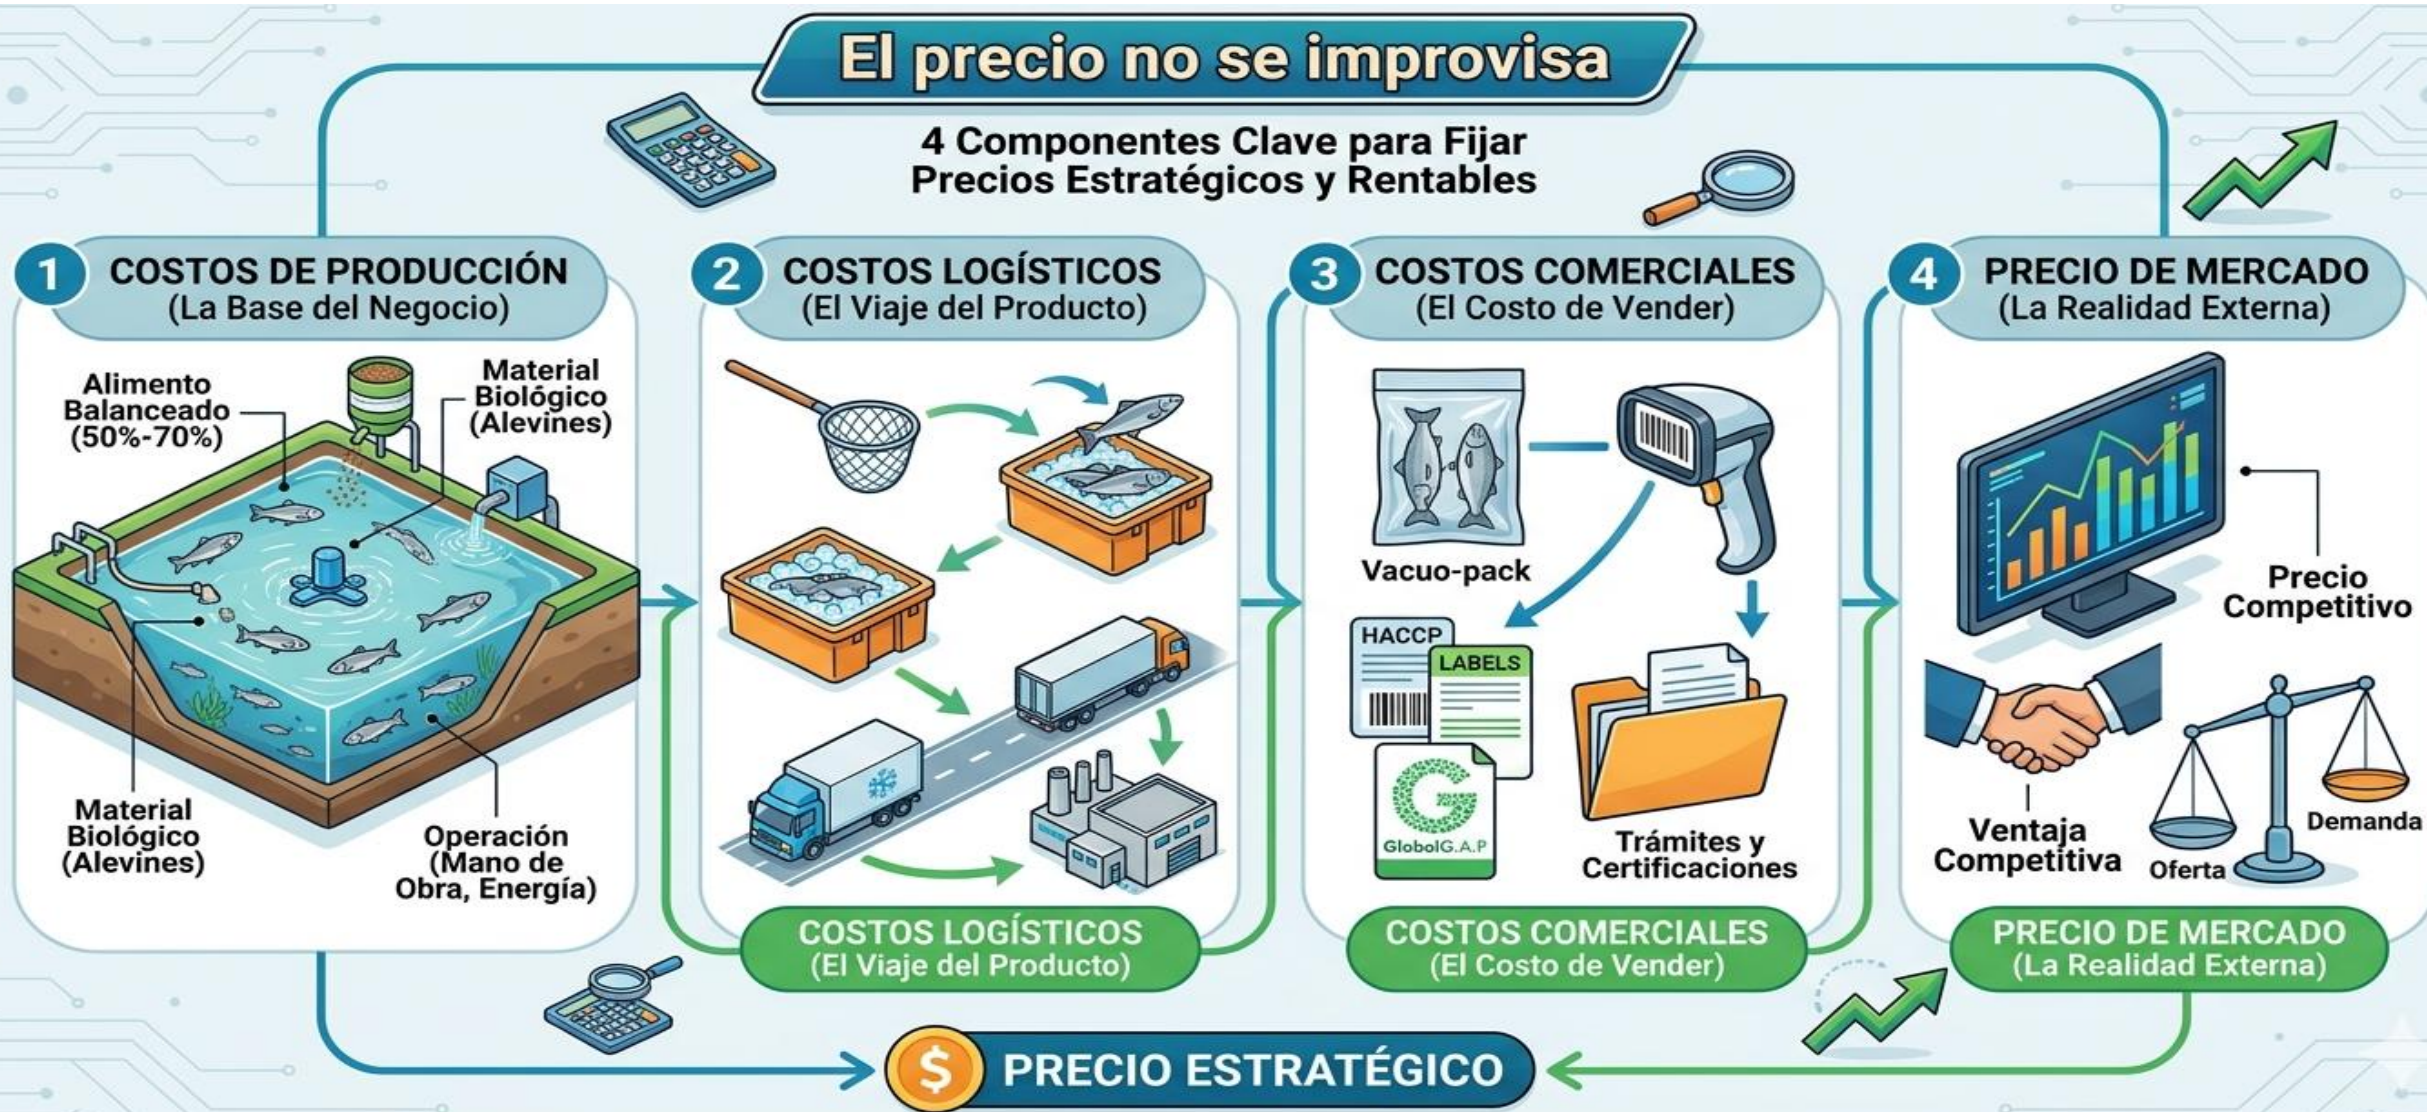 El precio no se improvisa
4 Componentes Clave para Fijar
Precios Estratégicos y Rentables
1
COSTOS DE PRODUCCIÓN
(La Base del Negocio)
Alimento
Balanceado
(50%-70%)
Material
Biológico
(Alevines)
Material
Biológico
(Alevines)
Operación
(Mano de
Obra, Energía)
2
COSTOS LOGÍSTICOS
(El Viaje del Producto)
COSTOS LOGÍSTICOS
(El Viaje del Producto)
3
COSTOS COMERCIALES
(El Costo de Vender)
Vacuo-pack
HACCP
LABELS
G
GlobolG.A.P
Trámites y
Certificaciones
COSTOS COMERCIALES
(El Costo de Vender)
4
PRECIO DE MERCADO
(La Realidad Externa)
Precio
Competitivo
Ventaja
Competitiva
Oferta
Demanda
PRECIO DE MERCADO
(La Realidad Externa)
$ PRECIO ESTRATÉGICO